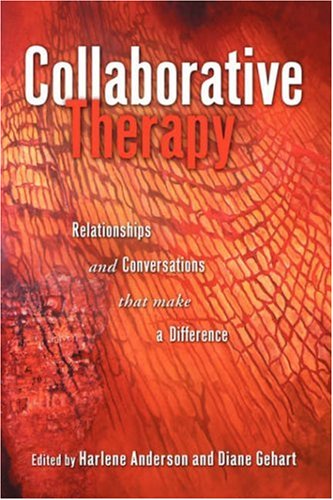 Collaborative
Therapy
Relationships
and Conversations
that make
a Difference
Edited by Harlene Anderson and Diane Gehart